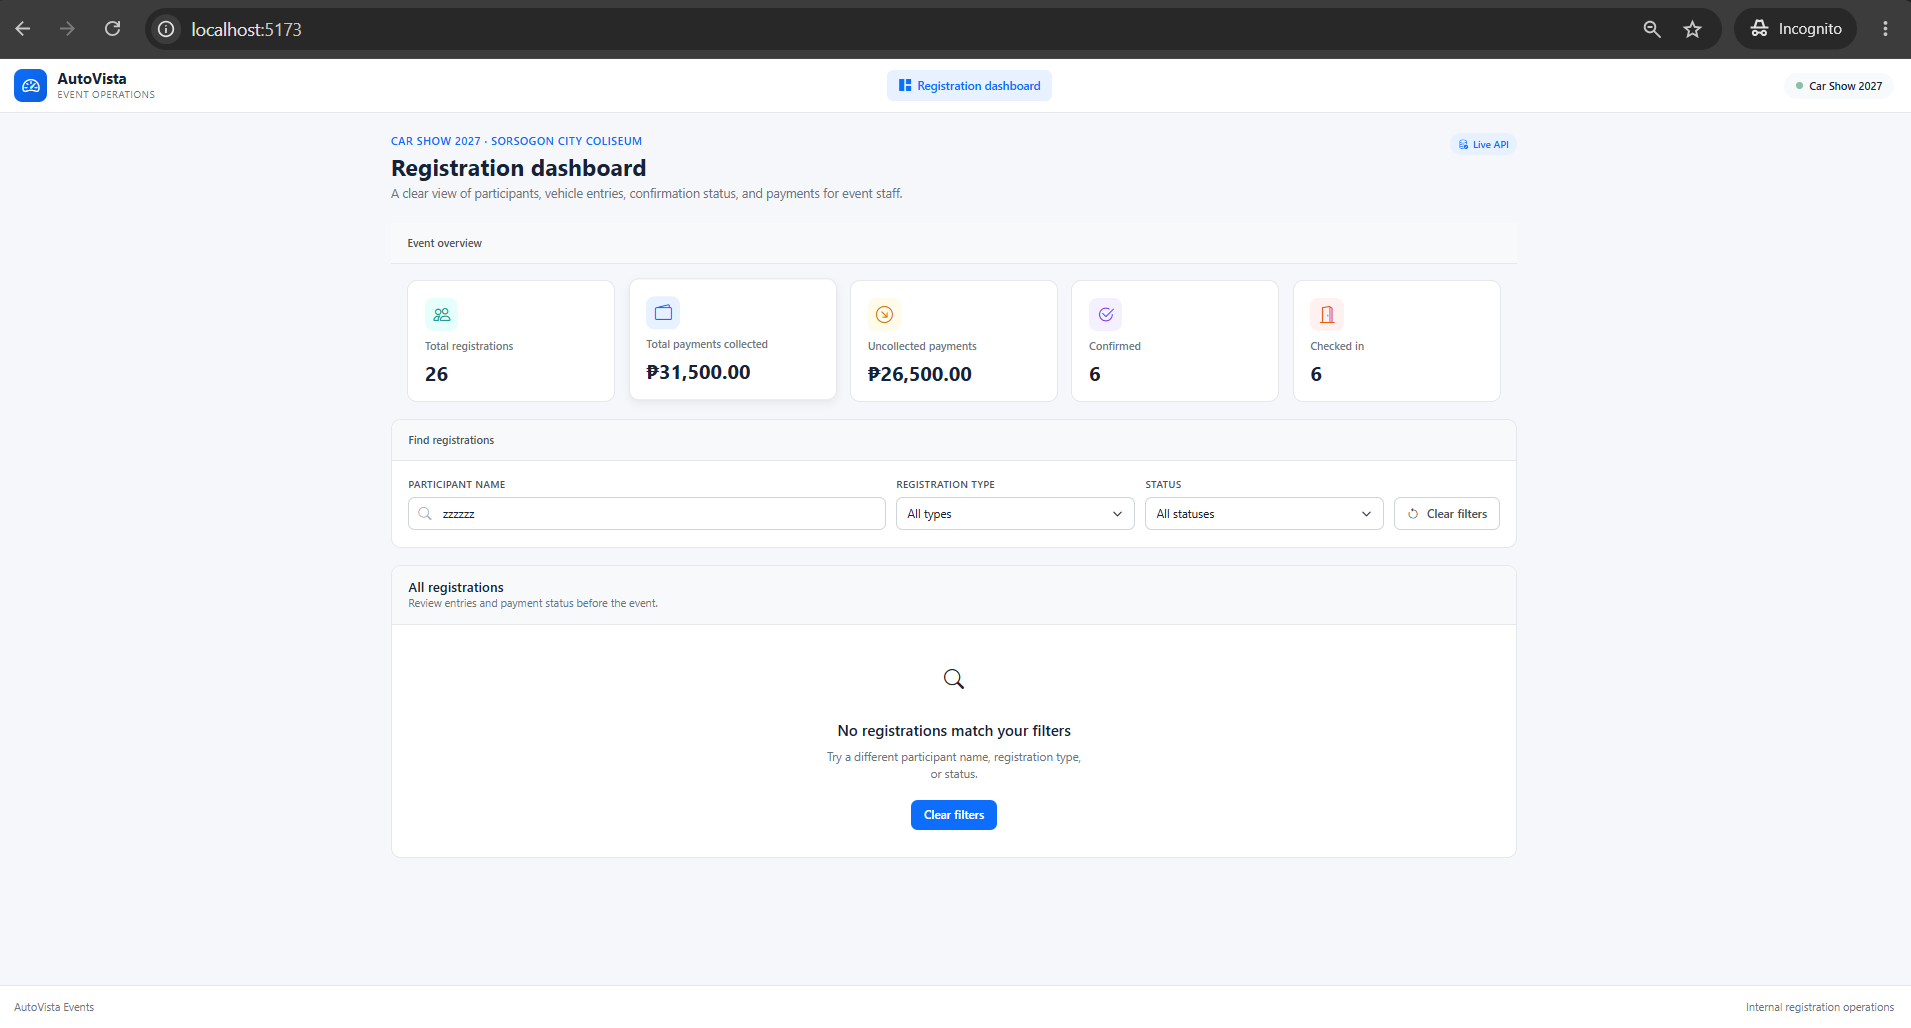 localhost:5173
Incognito
AutoVista
EVENT OPERATIONS
Registration dashboard
Car Show 2027
CAR SHOW 2027 · SORSOGON CITY COLISEUM
Live API
Registration dashboard
A clear view of participants, vehicle entries, confirmation status, and payments for event staff.
Event overview
Total registrations
26
Total payments collected
₱31,500.00
Uncollected payments
₱26,500.00
Confirmed
6
Checked in
6
Find registrations
PARTICIPANT NAME
REGISTRATION TYPE
STATUS
zzzzzz
All types
All statuses
Clear filters
All registrations
Review entries and payment status before the event.
No registrations match your filters
Try a different participant name, registration type,
or status.
Clear filters
AutoVista Events
Internal registration operations